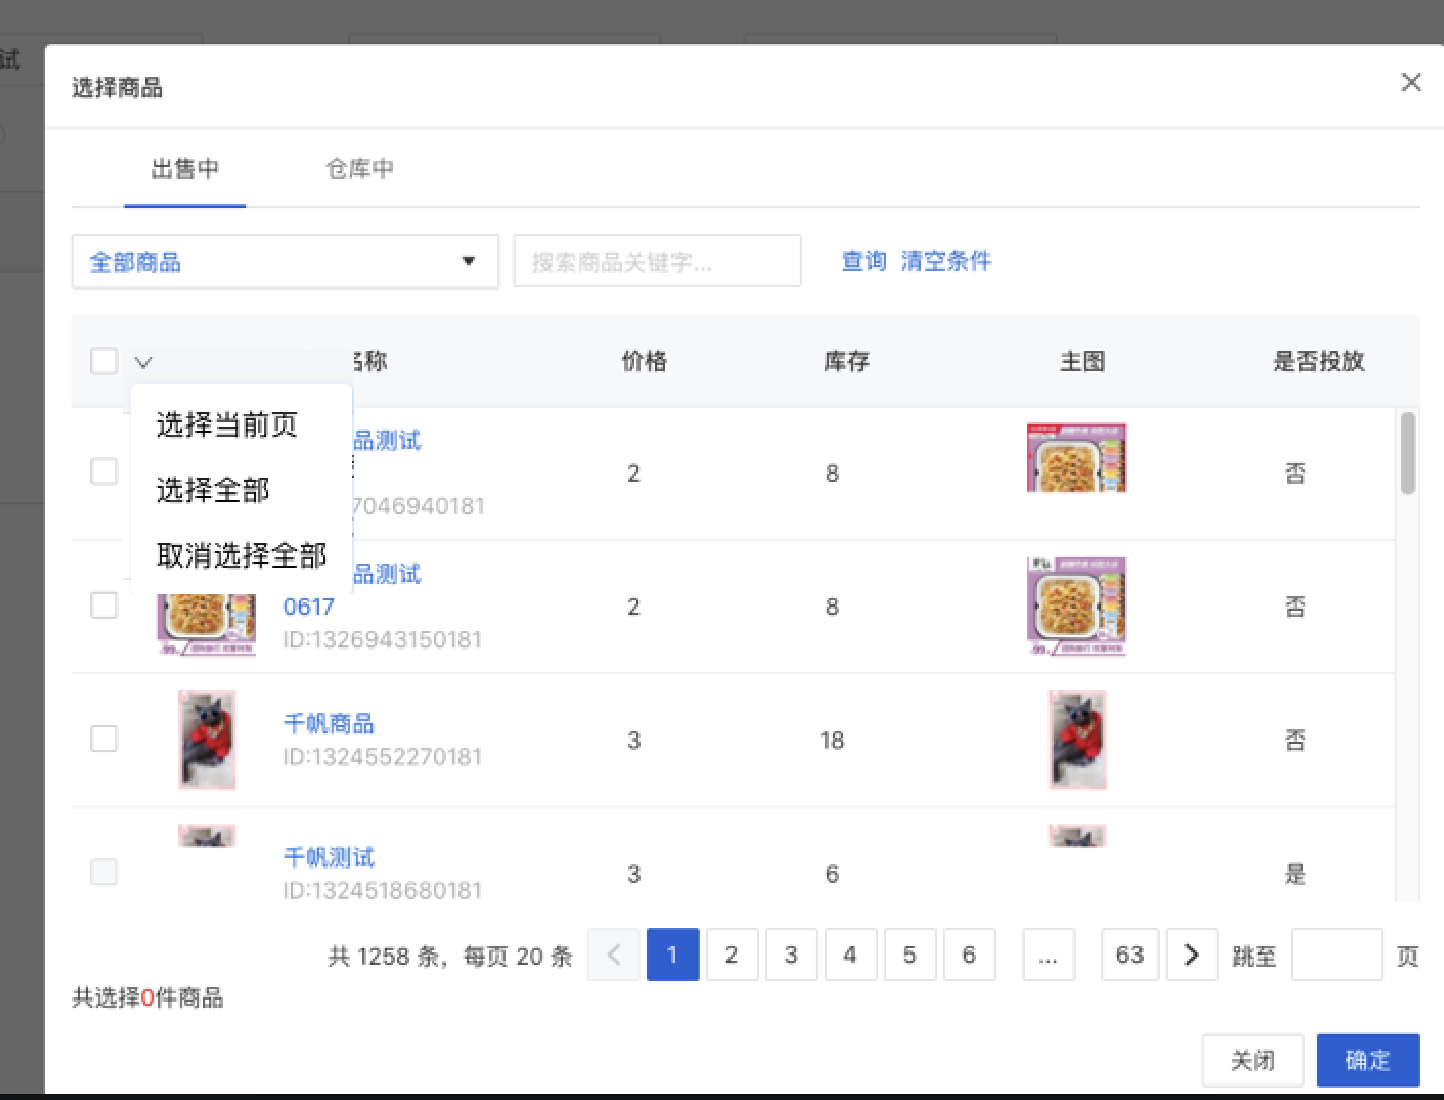 试
选择商品
出售中 仓库中
全部商品 搜索商品关键字... 查询 清空条件
名称 价格 库存 主图 是否投放
选择当前页
选择全部
取消选择全部
品测试
7046940181
2 8 否
品测试
0617
ID:1326943150181
2 8 否
千帆商品
ID:1324552270181
3 18 否
千帆测试
ID:1324518680181
3 6 是
共 1258 条，每页 20 条 1 2 3 4 5 6 ... 63 跳至 页
共选择0件商品
关闭 确定